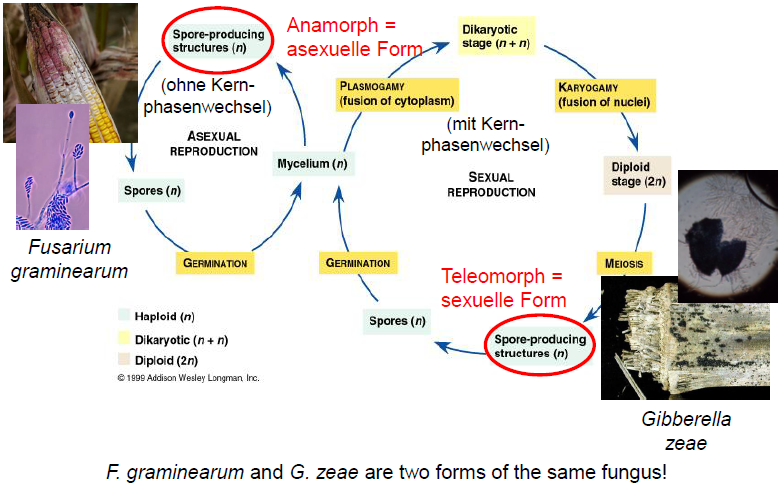 Spore-producing
structures (n)
Anamorph =
asexuelle Form
(ohne Kern-
phasenwechsel)
ASEXUAL
REPRODUCTION
Spores (n)
GERMINATION
Mycelium (n)
Fusarium
graminearum
PLASMOGAMY
(fusion of cytoplasm)
Dikaryotic
stage (n + n)
KARYOGAMY
(fusion of nuclei)
(mit Kern-
phasenwechsel)
SEXUAL
REPRODUCTION
Diploid
stage (2n)
MEIOSIS
Teleomorph =
sexuelle Form
Spore-producing
structures (n)
Spores (n)
GERMINATION
Gibberella
zeae
Haploid (n)
Dikaryotic (n + n)
Diploid (2n)
© 1999 Addison Wesley Longman, Inc.
F. graminearum and G. zeae are two forms of the same fungus!